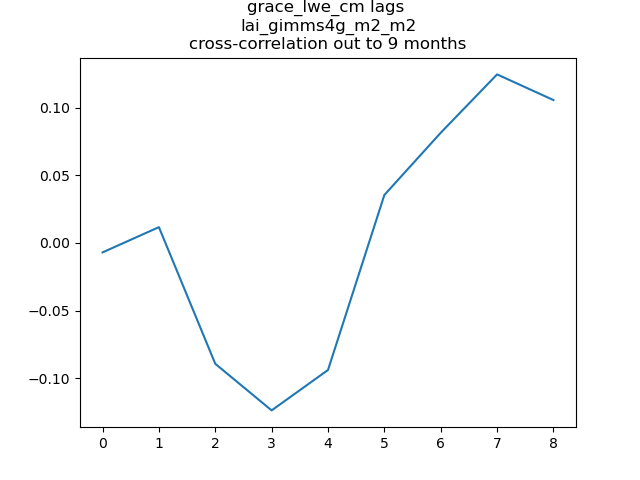 grace_lwe_cm lags
lai_gimms4g_m2_m2
cross-correlation out to 9 months
0.10
0.05
0.00
−0.05
−0.10
0 1 2 3 4 5 6 7 8